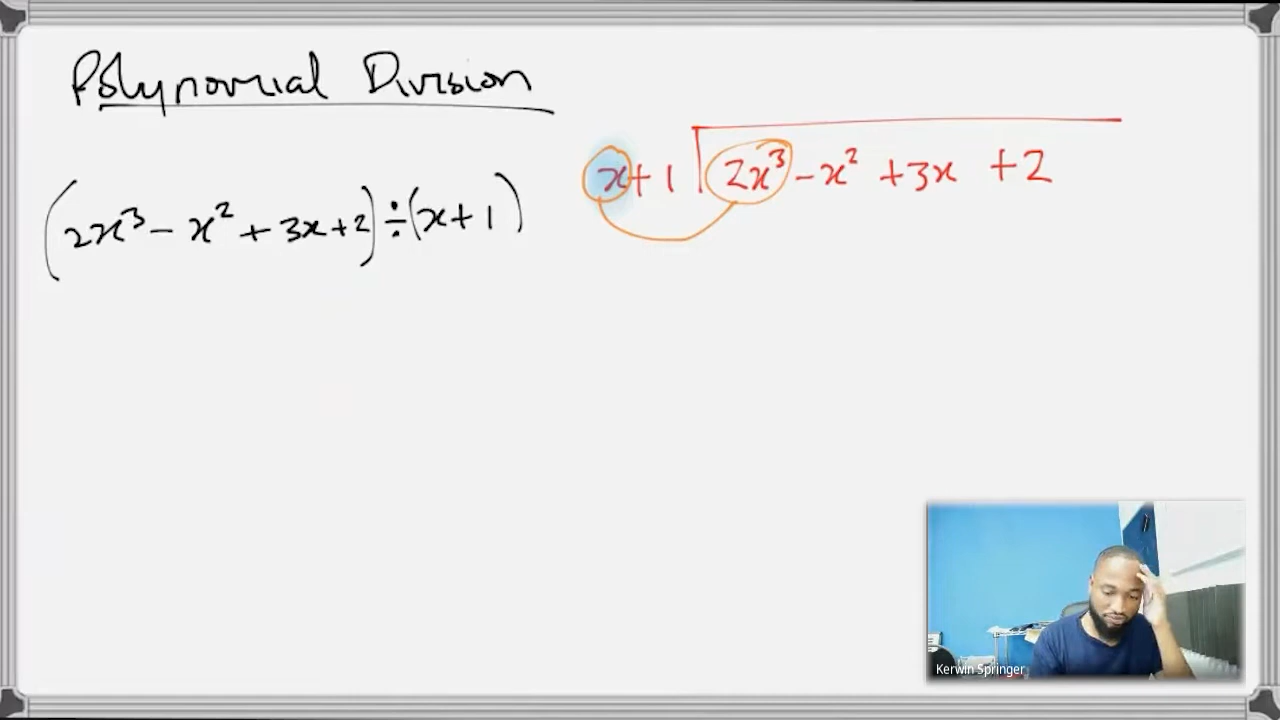 Polynomial Division
(2x³ - x² + 3x + 2) ÷ (x + 1)
x + 1 2x³ - x² + 3x + 2
Kerwin Springer